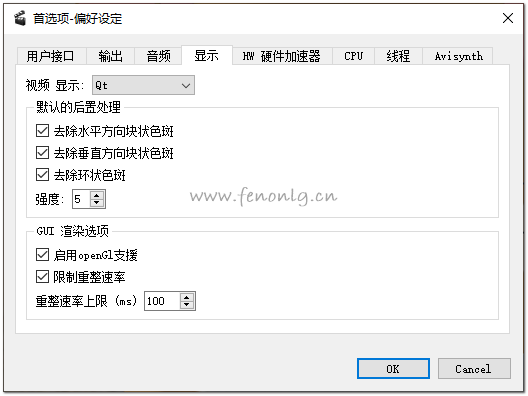 首选项-偏好设定
用户接口 输出 音频 显示 HW 硬件加速器 CPU 线程 Avisynth
视频 显示: Qt
默认的后置处理
去除水平方向块状色斑
去除垂直方向块状色斑
去除环状色斑
强度: 5
www.fenonlg.cn
GUI 渲染选项
启用openGl支援
限制重整速率
重整速率上限 (ms) 100
OK Cancel